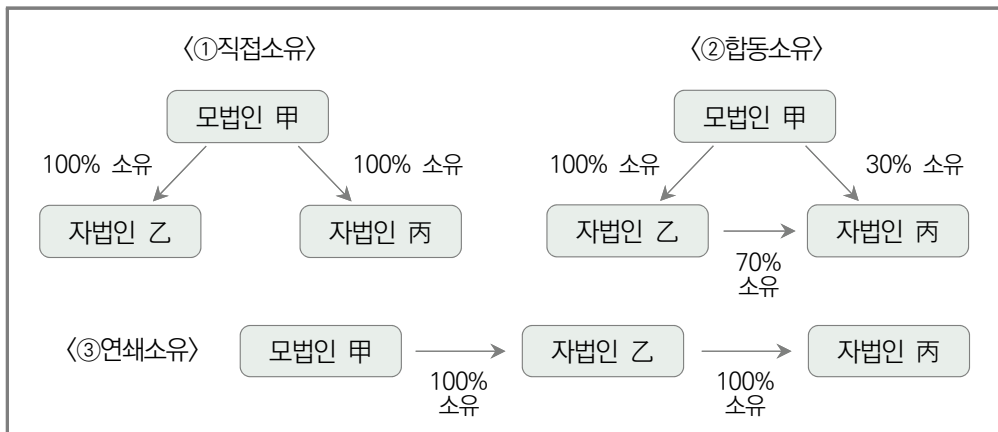 〈①직접소유〉
모법인 甲
100% 소유
100% 소유
자법인 乙
자법인 丙
〈②합동소유〉
모법인 甲
100% 소유
30% 소유
자법인 乙
자법인 丙
70%
소유
〈③연쇄소유〉
모법인 甲
100%
소유
자법인 乙
100%
소유
자법인 丙